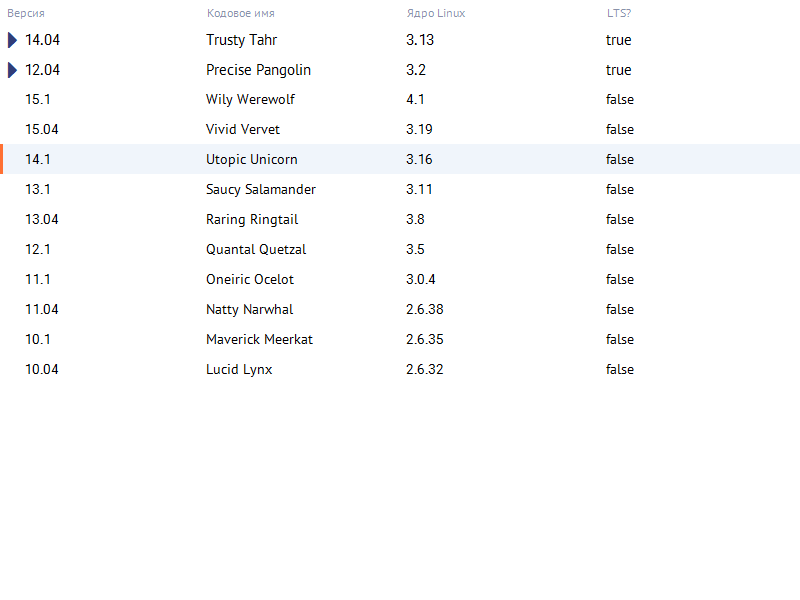 Версия Кодовое имя Ядро Linux LTS?
14.04 Trusty Tahr 3.13 true
12.04 Precise Pangolin 3.2 true
15.1 Wily Werewolf 4.1 false
15.04 Vivid Vervet 3.19 false
14.1 Utopic Unicorn 3.16 false
13.1 Saucy Salamander 3.11 false
13.04 Raring Ringtail 3.8 false
12.1 Quantal Quetzal 3.5 false
11.1 Oneiric Ocelot 3.0.4 false
11.04 Natty Narwhal 2.6.38 false
10.1 Maverick Meerkat 2.6.35 false
10.04 Lucid Lynx 2.6.32 false